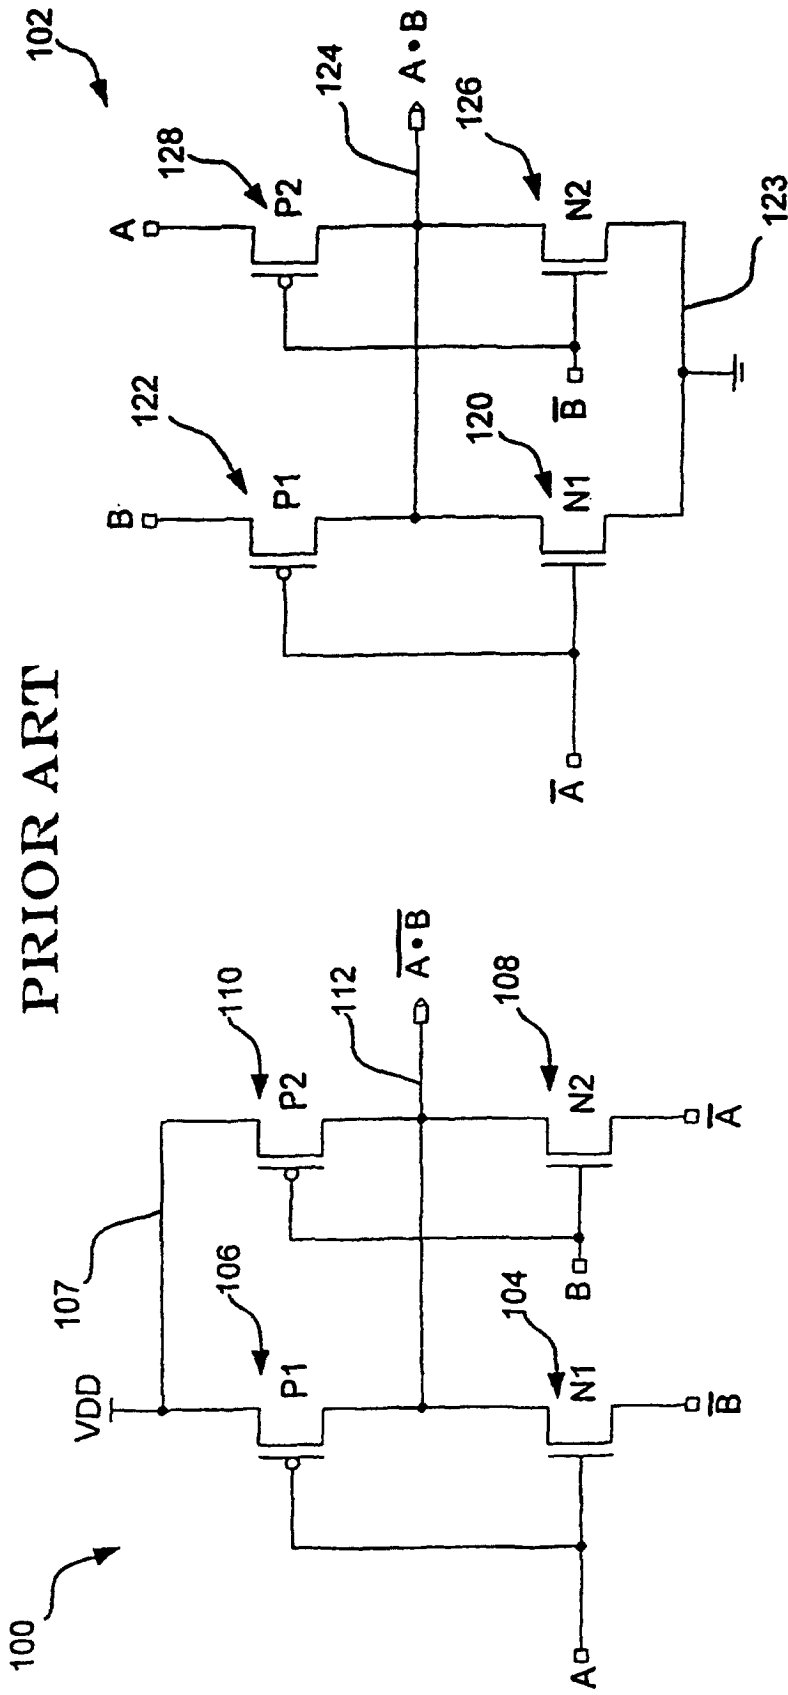 PRIOR ART
100
VDD
107
106
P1
110
P2
112
A̅•̅B̅
104
N1
108
N2
A
B
B̅
A̅
102
B
122
P1
A
128
P2
124
A•B
120
N1
126
N2
A̅
B̅
123